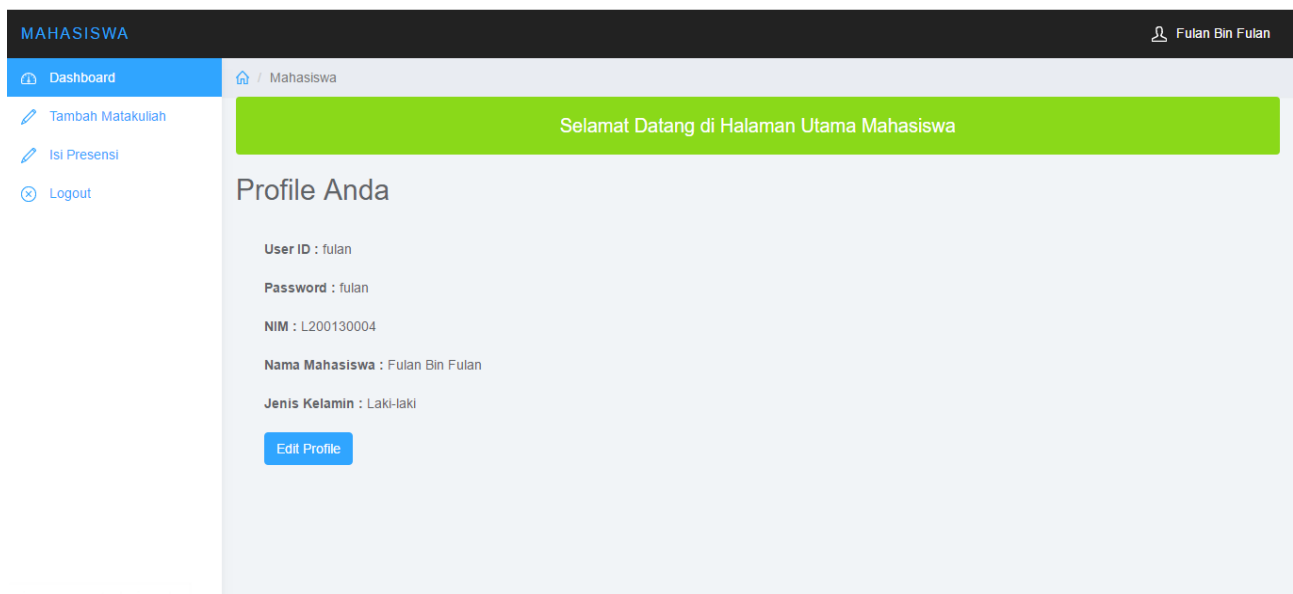 MAHASISWA
Fulan Bin Fulan
Dashboard
Tambah Matakuliah
Isi Presensi
Logout
/ Mahasiswa
Selamat Datang di Halaman Utama Mahasiswa
Profile Anda
User ID : fulan
Password : fulan
NIM : L200130004
Nama Mahasiswa : Fulan Bin Fulan
Jenis Kelamin : Laki-laki
Edit Profile